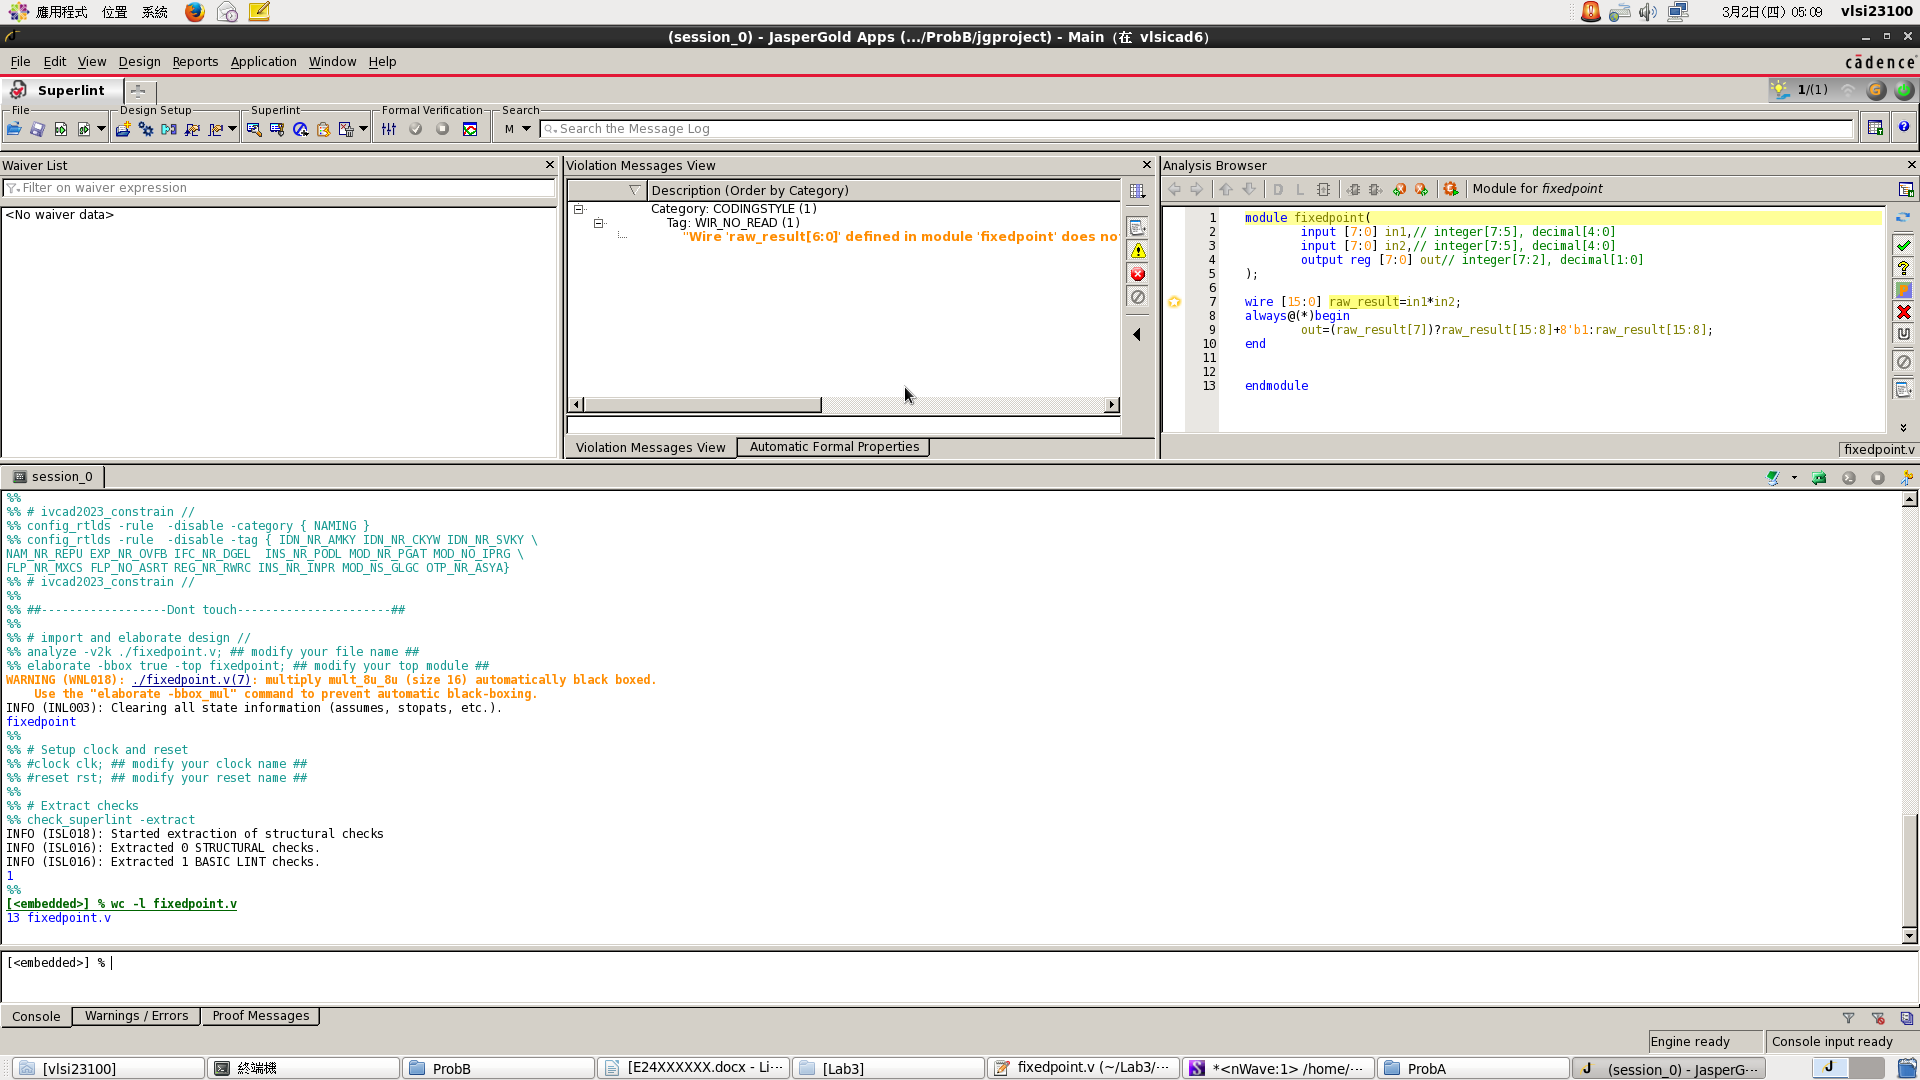 應用程式 位置 系統 3月2日(四) 05:09 vlsi23100
(session_0) - JasperGold Apps (.../ProbB/jgproject) - Main (在 vlsicad6)
File Edit View Design Reports Application Window Help cādence
Superlint 1/(1)
File Design Setup Superlint Formal Verification Search
M Search the Message Log
Waiver List
Filter on waiver expression
<No waiver data>
Violation Messages View
Description (Order by Category)
Category: CODINGSTYLE (1)
Tag: WIR_NO_READ (1)
"Wire 'raw_result[6:0]' defined in module 'fixedpoint' does no
Violation Messages View Automatic Formal Properties
Analysis Browser
D L Module for fixedpoint
1 module fixedpoint(
2 input [7:0] in1,// integer[7:5], decimal[4:0]
3 input [7:0] in2,// integer[7:5], decimal[4:0]
4 output reg [7:0] out// integer[7:2], decimal[1:0]
5 );
6
7 wire [15:0] raw_result=in1*in2;
8 always@(*)begin
9 out=(raw_result[7])?raw_result[15:8]+8'b1:raw_result[15:8];
10 end
11
12
13 endmodule
fixedpoint.v
session_0
%%
%% # ivcad2023_constrain //
%% config_rtlds -rule  -disable -category { NAMING }
%% config_rtlds -rule  -disable -tag { IDN_NR_AMKY IDN_NR_CKYW IDN_NR_SVKY \
NAM_NR_REPU EXP_NR_OVFB IFC_NR_DGEL  INS_NR_PODL MOD_NR_PGAT MOD_NO_IPRG \
FLP_NR_MXCS FLP_NO_ASRT REG_NR_RWRC INS_NR_INPR MOD_NS_GLGC OTP_NR_ASYA}
%% # ivcad2023_constrain //
%%
%% ##------------------Dont touch----------------------##
%%
%% # import and elaborate design //
%% analyze -v2k ./fixedpoint.v; ## modify your file name ##
%% elaborate -bbox true -top fixedpoint; ## modify your top module ##
WARNING (WNL018): ./fixedpoint.v(7): multiply mult_8u_8u (size 16) automatically black boxed.
Use the "elaborate -bbox_mul" command to prevent automatic black-boxing.
INFO (INL003): Clearing all state information (assumes, stopats, etc.).
fixedpoint
%%
%% # Setup clock and reset
%% #clock clk; ## modify your clock name ##
%% #reset rst; ## modify your reset name ##
%%
%% # Extract checks
%% check_superlint -extract
INFO (ISL018): Started extraction of structural checks
INFO (ISL016): Extracted 0 STRUCTURAL checks.
INFO (ISL016): Extracted 1 BASIC LINT checks.
1
%%
[<embedded>] % wc -l fixedpoint.v
13 fixedpoint.v
[<embedded>] %
Console Warnings / Errors Proof Messages
Engine ready Console input ready
[vlsi23100] 終端機 ProbB [E24XXXXXX.docx - Li··· [Lab3] fixedpoint.v (~/Lab3/··· *<nWave:1> /home/··· ProbA (session_0) - JasperG···